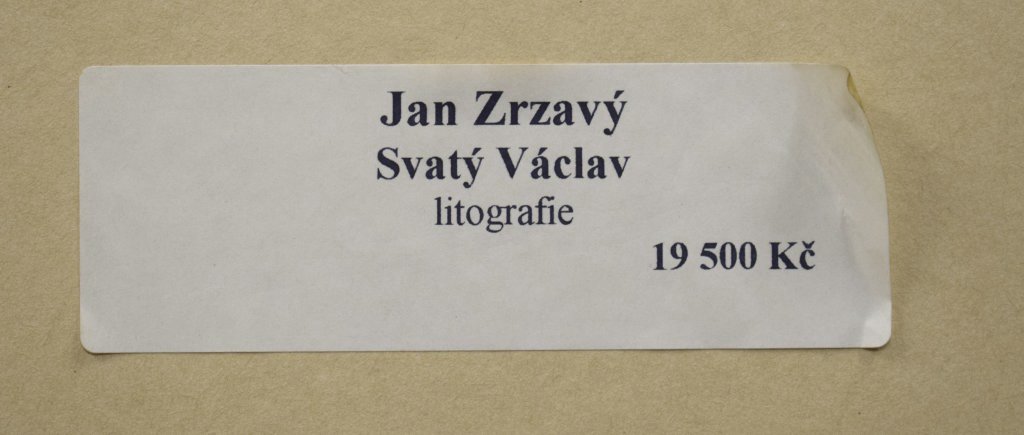 Jan Zrzavý
Svatý Václav
litografie
19 500 Kč